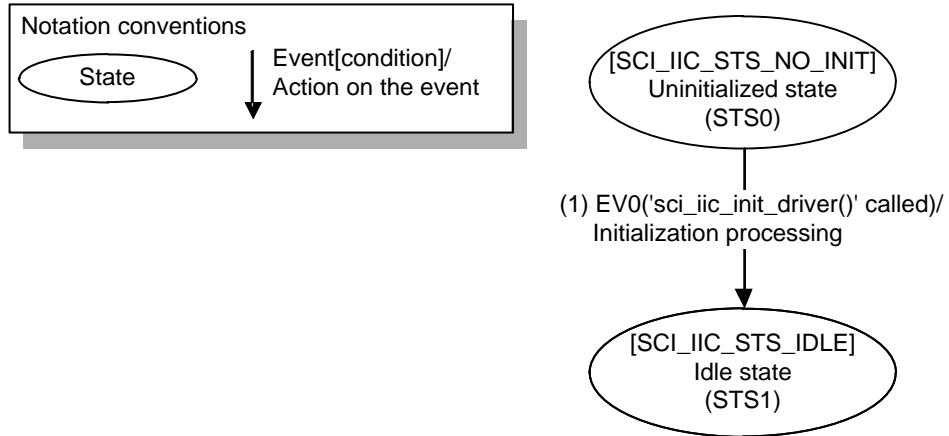 Notation conventions
State
Event[condition]/
Action on the event
[SCI_IIC_STS_NO_INIT]
Uninitialized state
(STS0)
(1) EV0('sci_iic_init_driver()' called)/
Initialization processing
[SCI_IIC_STS_IDLE]
Idle state
(STS1)